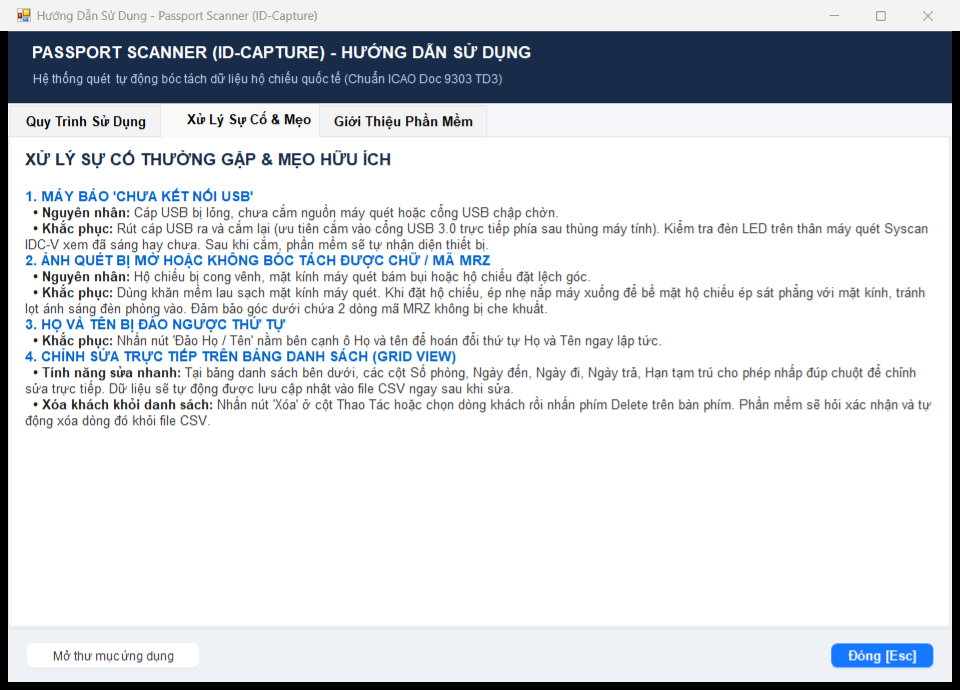 Hướng Dẫn Sử Dụng - Passport Scanner (ID-Capture)
PASSPORT SCANNER (ID-CAPTURE) - HƯỚNG DẪN SỬ DỤNG
Hệ thống quét tự động bóc tách dữ liệu hộ chiếu quốc tế (Chuẩn ICAO Doc 9303 TD3)
Quy Trình Sử Dụng
Xử Lý Sự Cố & Mẹo
Giới Thiệu Phần Mềm
XỬ LÝ SỰ CỐ THƯỜNG GẶP & MẸO HỮU ÍCH
1. MÁY BÁO 'CHƯA KẾT NỐI USB'
• Nguyên nhân: Cáp USB bị lỏng, chưa cắm nguồn máy quét hoặc cổng USB chập chờn.
• Khắc phục: Rút cáp USB ra và cắm lại (ưu tiên cắm vào cổng USB 3.0 trực tiếp phía sau thùng máy tính). Kiểm tra đèn LED trên thân máy quét Syscan
IDC-V xem đã sáng hay chưa. Sau khi cắm, phần mềm sẽ tự nhận diện thiết bị.
2. ẢNH QUÉT BỊ MỜ HOẶC KHÔNG BÓC TÁCH ĐƯỢC CHỮ / MÃ MRZ
• Nguyên nhân: Hộ chiếu bị cong vênh, mặt kính máy quét bám bụi hoặc hộ chiếu đặt lệch góc.
• Khắc phục: Dùng khăn mềm lau sạch mặt kính máy quét. Khi đặt hộ chiếu, ép nhẹ nắp máy xuống để bề mặt hộ chiếu ép sát phẳng với mặt kính, tránh
lọt ánh sáng đèn phòng vào. Đảm bảo góc dưới chứa 2 dòng mã MRZ không bị che khuất.
3. HỌ VÀ TÊN BỊ ĐẢO NGƯỢC THỨ TỰ
• Khắc phục: Nhấn nút 'Đảo Họ / Tên' nằm bên cạnh ô Họ và tên để hoán đổi thứ tự Họ và Tên ngay lập tức.
4. CHỈNH SỬA TRỰC TIẾP TRÊN BẢNG DANH SÁCH (GRID VIEW)
• Tính năng sửa nhanh: Tại bảng danh sách bên dưới, các cột Số phòng, Ngày đến, Ngày đi, Ngày trả, Hạn tạm trú cho phép nhấp đúp chuột để chỉnh
sửa trực tiếp. Dữ liệu sẽ tự động được lưu cập nhật vào file CSV ngay sau khi sửa.
• Xóa khách khỏi danh sách: Nhấn nút 'Xóa' ở cột Thao Tác hoặc chọn dòng khách rồi nhấn phím Delete trên bàn phím. Phần mềm sẽ hỏi xác nhận và tự
động xóa dòng đó khỏi file CSV.
Mở thư mục ứng dụng
Đóng [Esc]